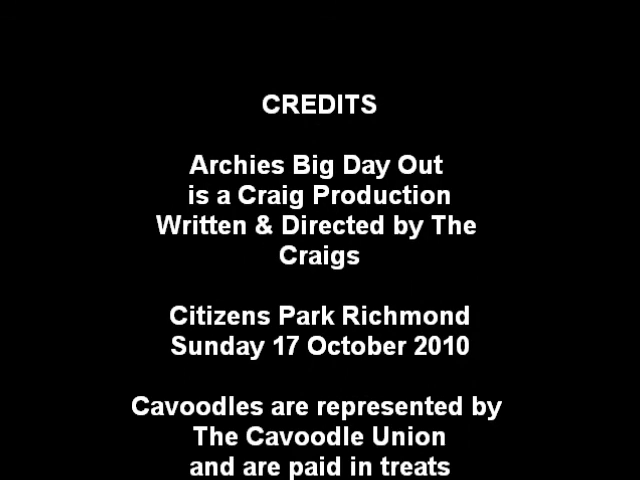 CREDITS
Archies Big Day Out
is a Craig Production
Written & Directed by The
Craigs
Citizens Park Richmond
Sunday 17 October 2010
Cavoodles are represented by
The Cavoodle Union
and are paid in treats